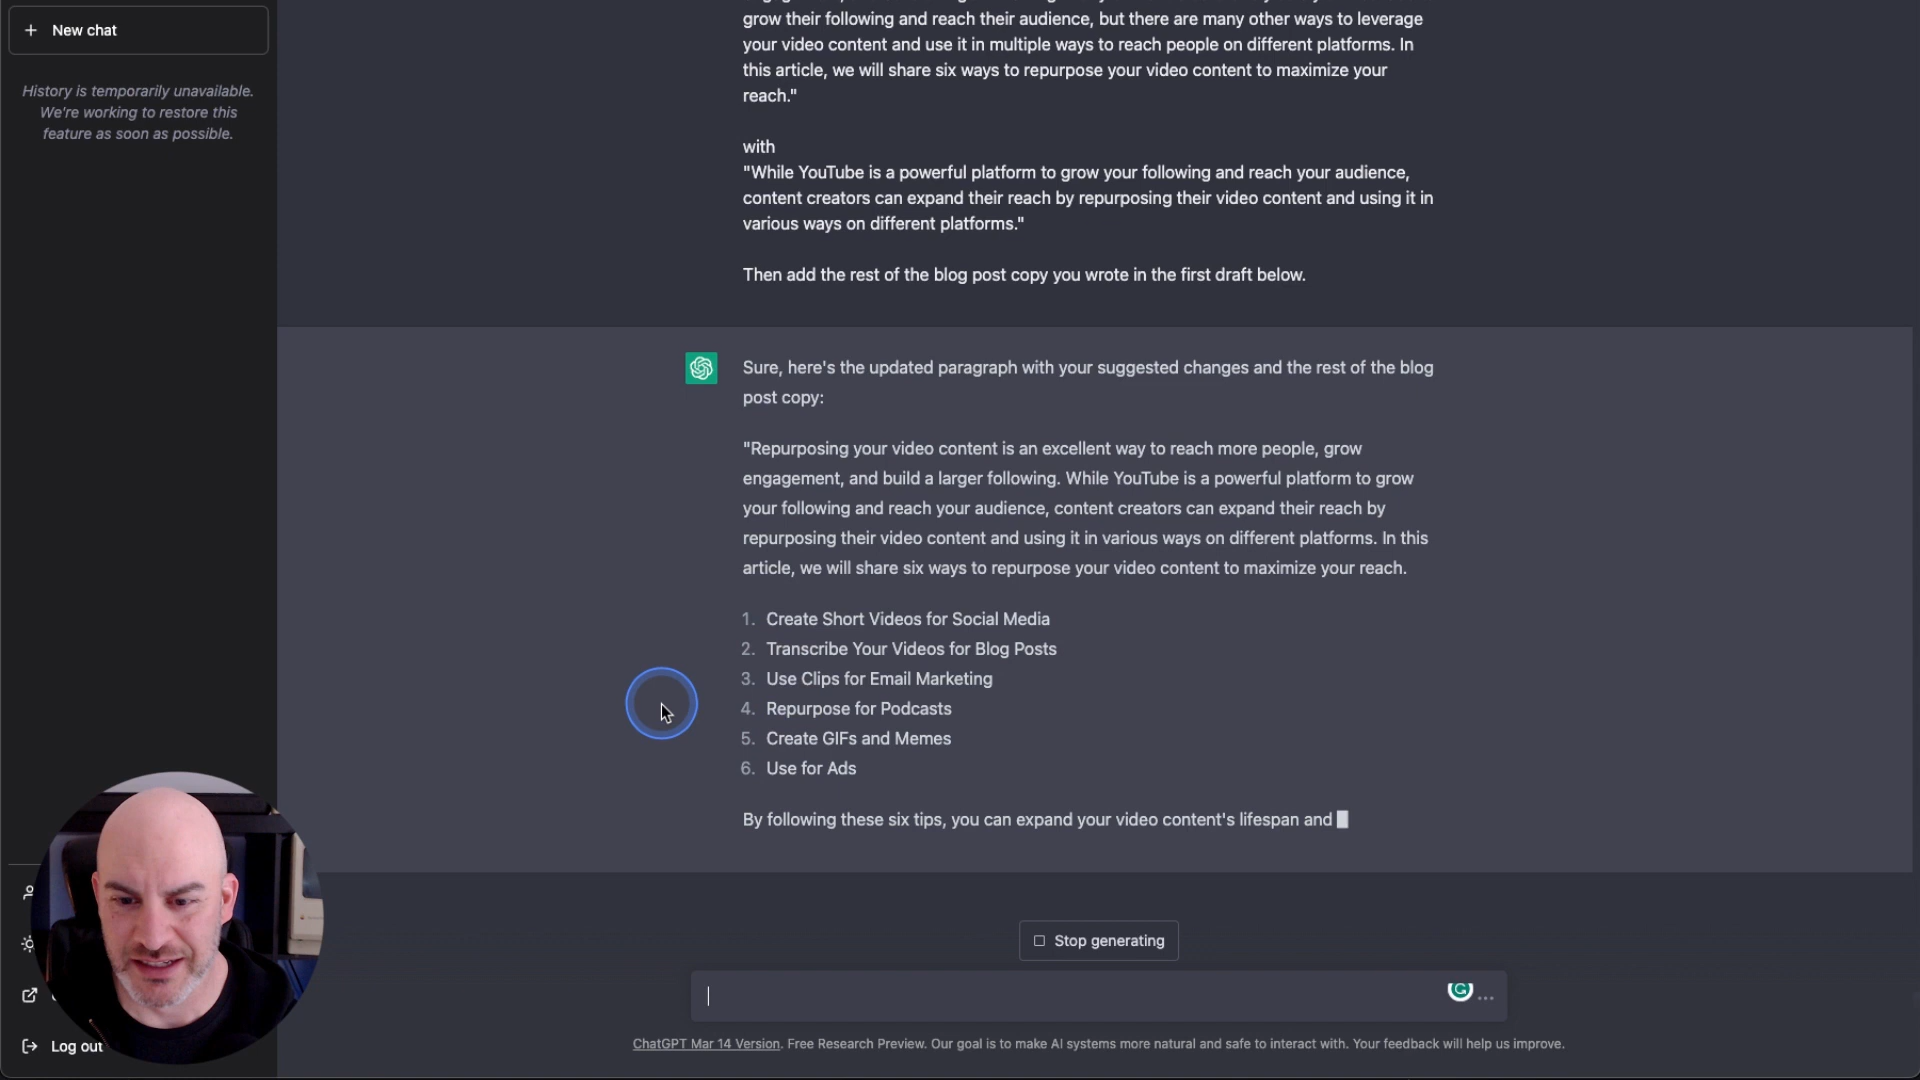 New chat
History is temporarily unavailable.
We're working to restore this
feature as soon as possible.
grow their following and reach their audience, but there are many other ways to leverage
your video content and use it in multiple ways to reach people on different platforms. In
this article, we will share six ways to repurpose your video content to maximize your
reach."
with
"While YouTube is a powerful platform to grow your following and reach your audience,
content creators can expand their reach by repurposing their video content and using it in
various ways on different platforms."
Then add the rest of the blog post copy you wrote in the first draft below.
Sure, here's the updated paragraph with your suggested changes and the rest of the blog
post copy:
"Repurposing your video content is an excellent way to reach more people, grow
engagement, and build a larger following. While YouTube is a powerful platform to grow
your following and reach your audience, content creators can expand their reach by
repurposing their video content and using it in various ways on different platforms. In this
article, we will share six ways to repurpose your video content to maximize your reach.
1. Create Short Videos for Social Media
2. Transcribe Your Videos for Blog Posts
3. Use Clips for Email Marketing
4. Repurpose for Podcasts
5. Create GIFs and Memes
6. Use for Ads
By following these six tips, you can expand your video content's lifespan and
Stop generating
Log out
ChatGPT Mar 14 Version. Free Research Preview. Our goal is to make AI systems more natural and safe to interact with. Your feedback will help us improve.